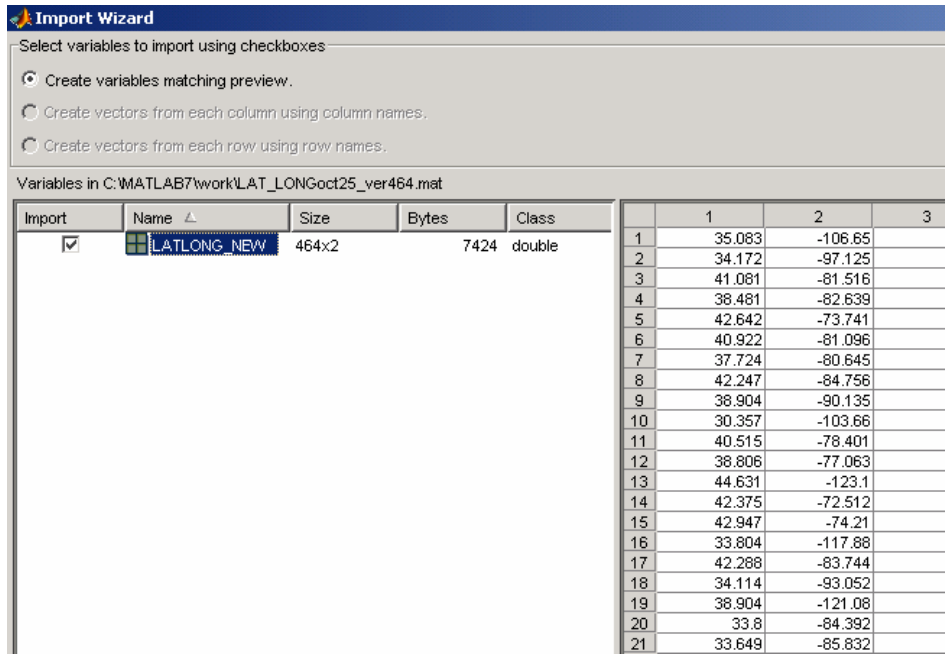 Import Wizard
Select variables to import using checkboxes
Create variables matching preview.
Create vectors from each column using column names.
Create vectors from each row using row names.
Variables in C:\MATLAB7\work\LAT_LONGoct25_ver464.mat
Import Name Size Bytes Class
LATLONG_NEW 464x2 7424 double
1 2 3
1 35.083 -106.65
2 34.172 -97.125
3 41.081 -81.516
4 38.481 -82.639
5 42.642 -73.741
6 40.922 -81.096
7 37.724 -80.645
8 42.247 -84.756
9 38.904 -90.135
10 30.357 -103.66
11 40.515 -78.401
12 38.806 -77.063
13 44.631 -123.1
14 42.375 -72.512
15 42.947 -74.21
16 33.804 -117.88
17 42.288 -83.744
18 34.114 -93.052
19 38.904 -121.08
20 33.8 -84.392
21 33.649 -85.832